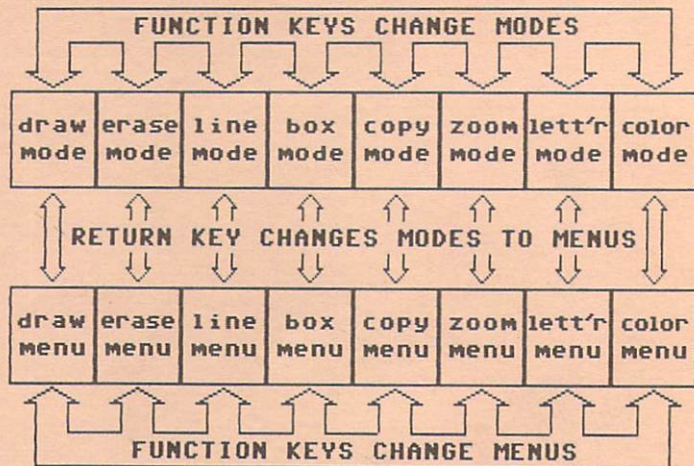 FUNCTION KEYS CHANGE MODES
draw erase line box copy zoom lett'r color
mode mode mode mode mode mode mode mode
RETURN KEY CHANGES MODES TO MENUS
draw erase line box copy zoom lett'r color
menu menu menu menu menu menu menu menu
FUNCTION KEYS CHANGE MENUS